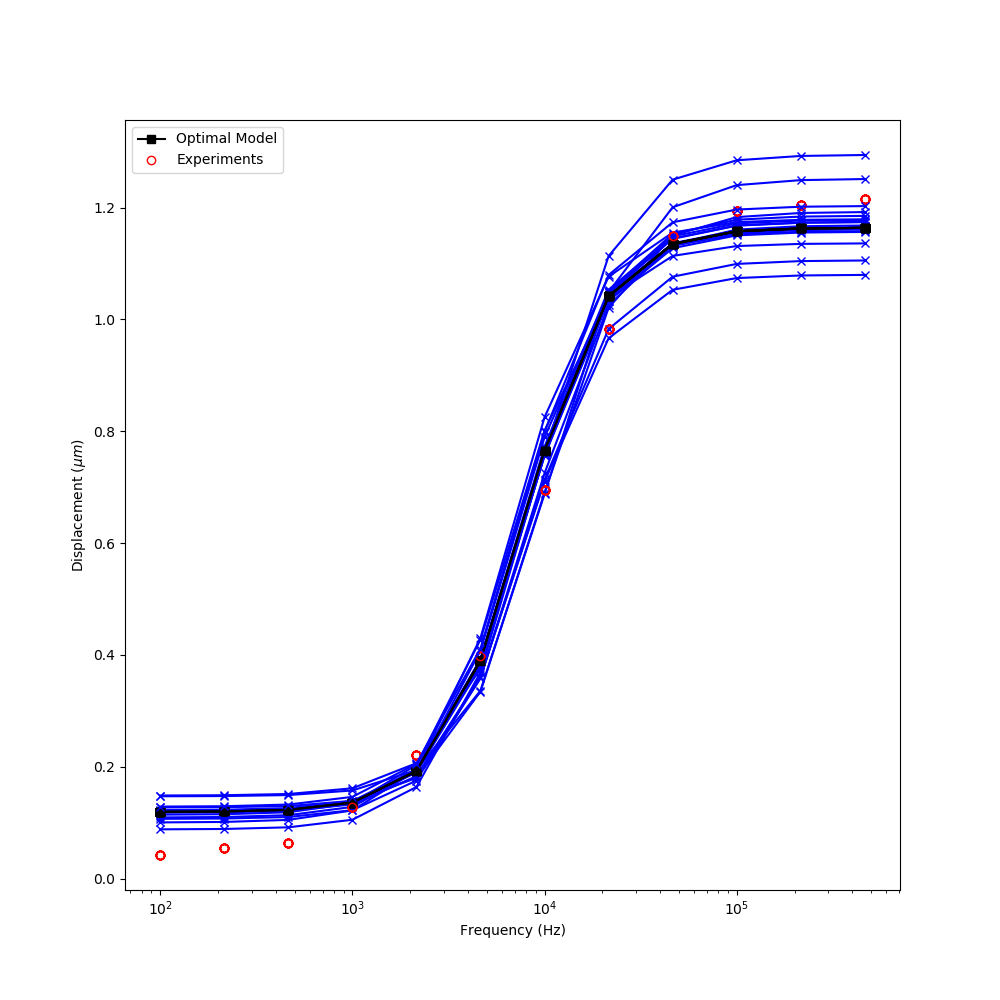 Optimal Model
Experiments
1.2
1.0
0.8
0.6
0.4
0.2
0.0
Displacement (μm)
10²
10³
10⁴
10⁵
Frequency (Hz)